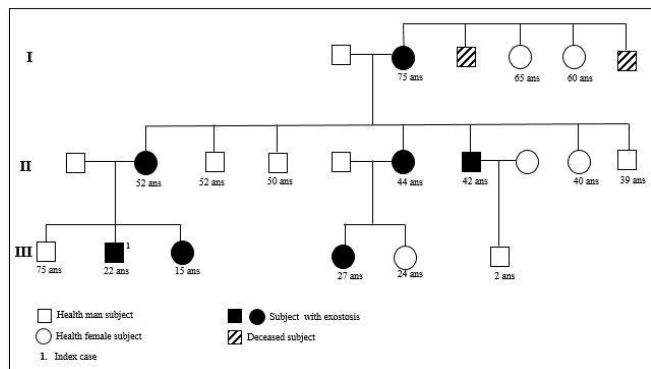 I
75 ans
65 ans
60 ans
II
52 ans
52 ans
50 ans
44 ans
42 ans
40 ans
39 ans
III
1
75 ans
22 ans
15 ans
27 ans
24 ans
2 ans
Health man subject
Subject with exostosis
Health female subject
Deceased subject
1. Index case